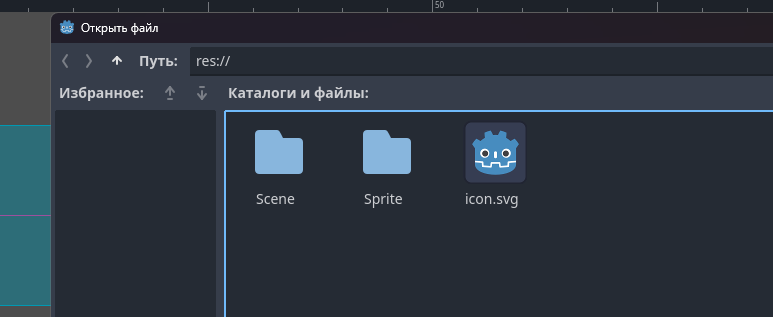 50
Открыть файл
Путь: res://
Избранное: Каталоги и файлы:
Scene Sprite icon.svg